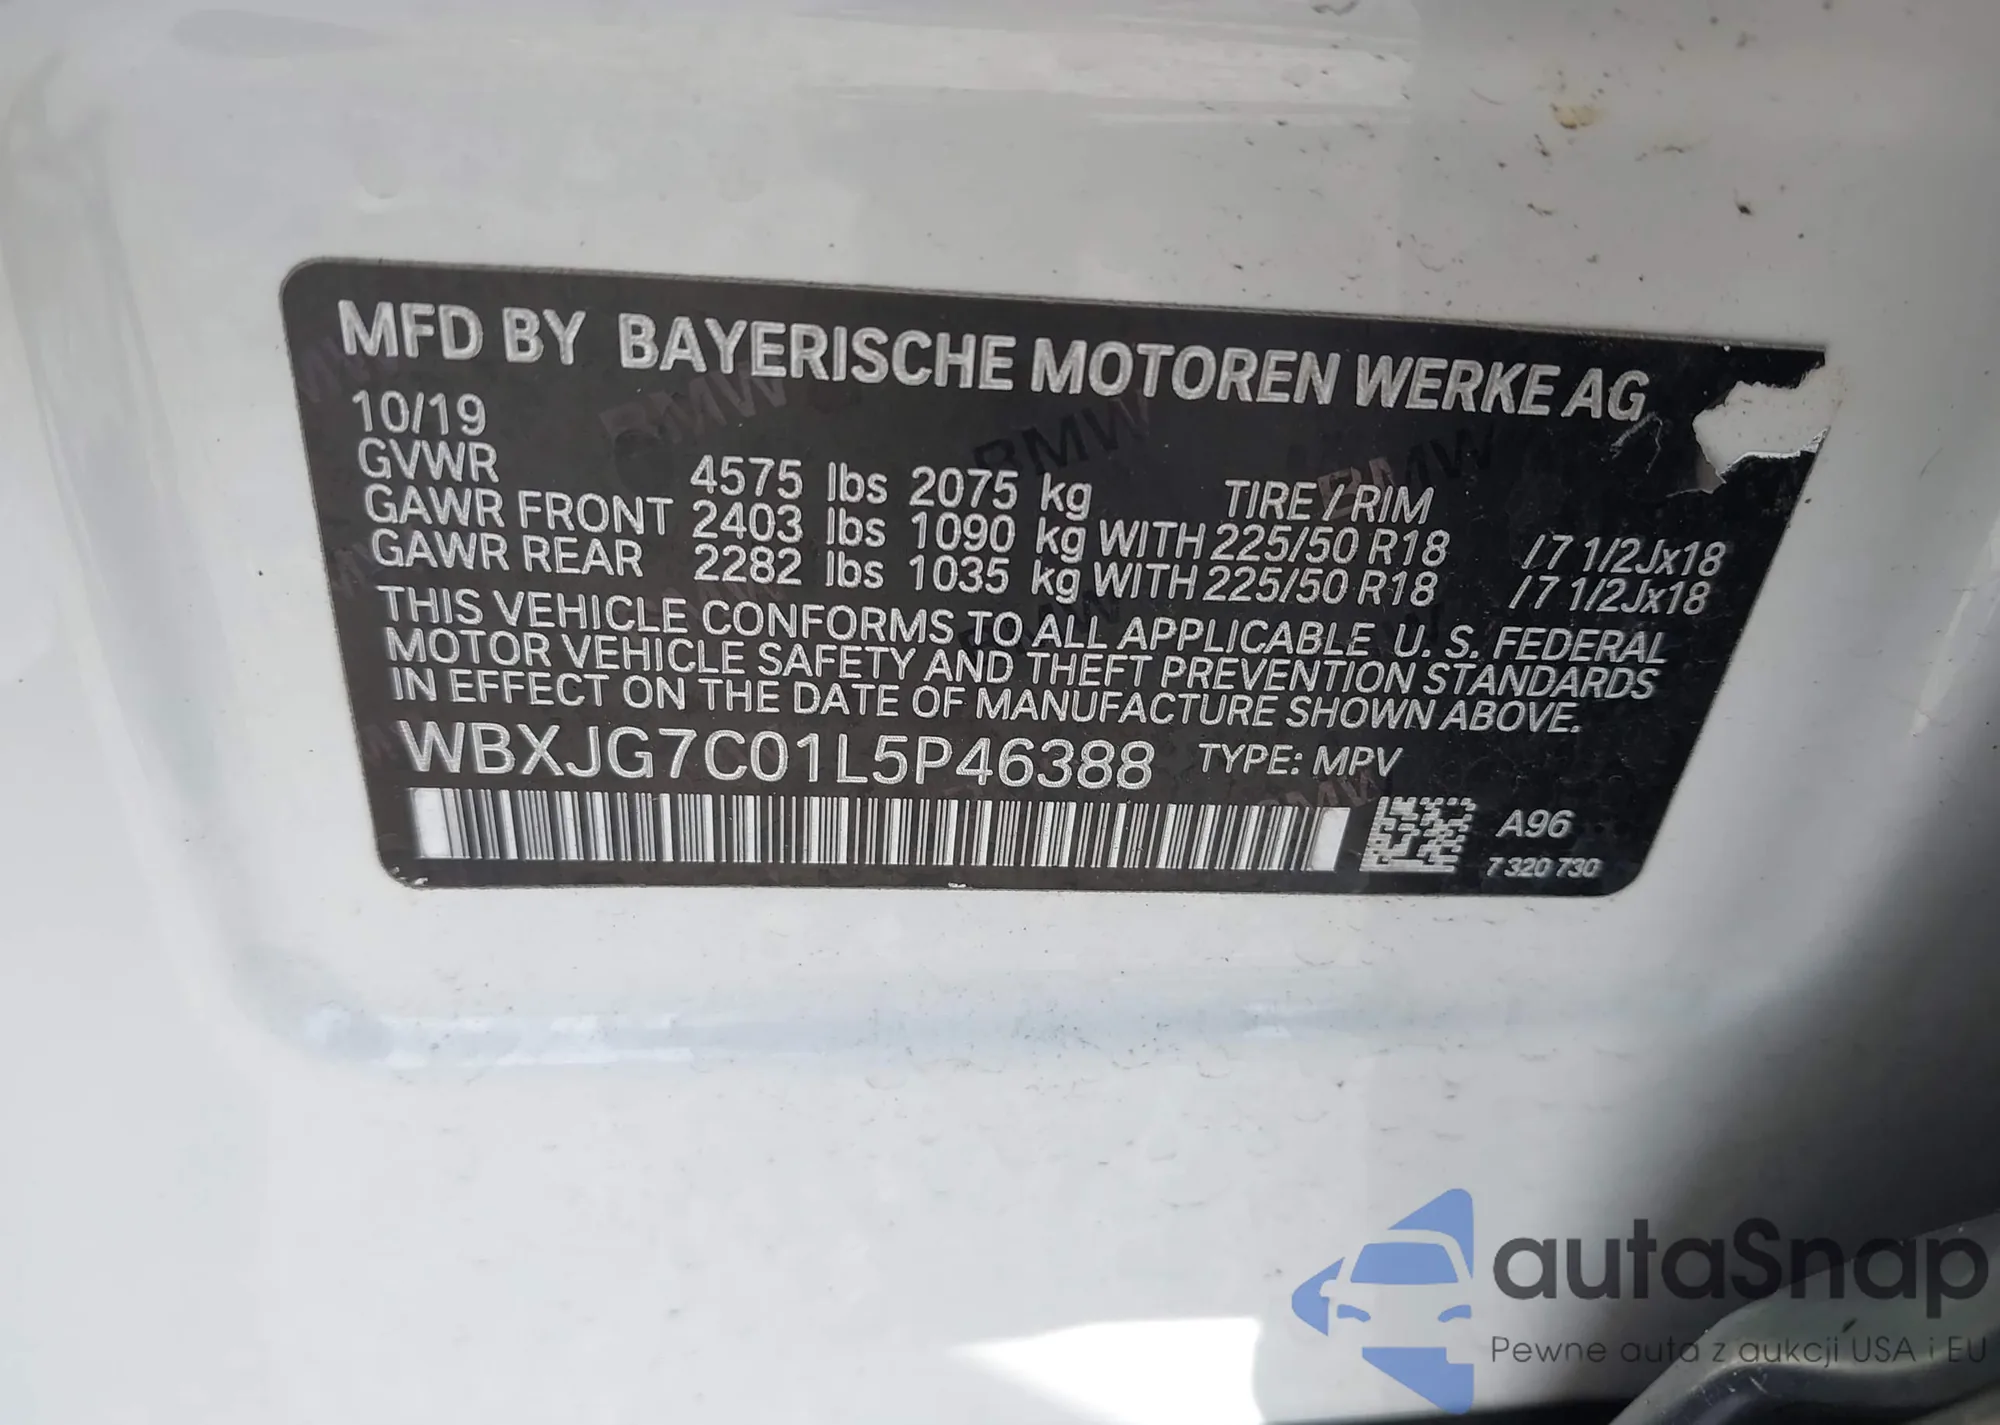 MFD BY BAYERISCHE MOTOREN WERKE AG
10/19
GVWR 4575 lbs 2075 kg TIRE / RIM
GAWR FRONT 2403 lbs 1090 kg WITH 225/50 R18 /7 1/2Jx18
GAWR REAR 2282 lbs 1035 kg WITH 225/50 R18 /7 1/2Jx18
THIS VEHICLE CONFORMS TO ALL APPLICABLE U. S. FEDERAL
MOTOR VEHICLE SAFETY AND THEFT PREVENTION STANDARDS
IN EFFECT ON THE DATE OF MANUFACTURE SHOWN ABOVE.
WBXJG7C01L5P46388 TYPE: MPV
A96
7 320 730
autaSnap
Pewne auta z aukcji USA i EU